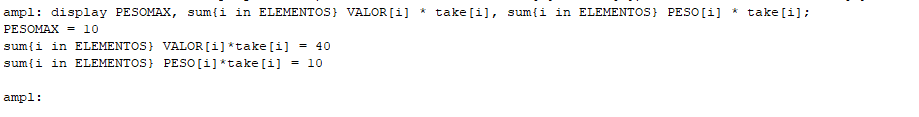 ampl: display PESOMAX, sum{i in ELEMENTOS} VALOR[i] * take[i], sum{i in ELEMENTOS} PESO[i] * take[i];
PESOMAX = 10
sum{i in ELEMENTOS} VALOR[i]*take[i] = 40
sum{i in ELEMENTOS} PESO[i]*take[i] = 10
ampl: